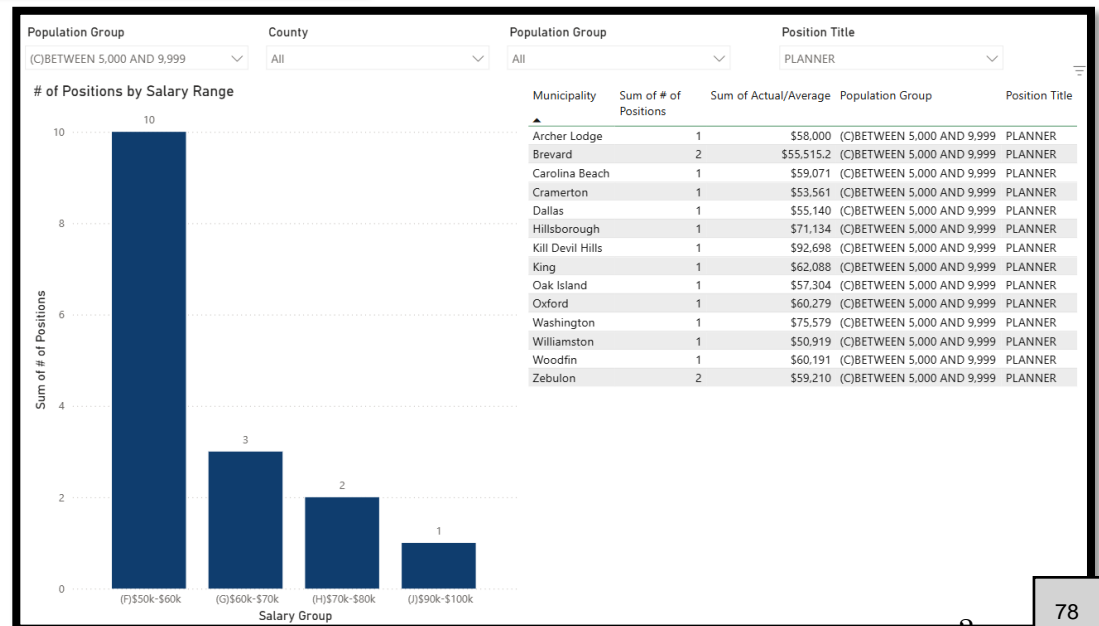 Population Group County Population Group Position Title
(C)BETWEEN 5,000 AND 9,999 All All PLANNER
# of Positions by Salary Range
10
10
8
6
4
2
0
3
2
1
Sum of # of Positions
(F)$50k-$60k (G)$60k-$70k (H)$70k-$80k (J)$90k-$100k
Salary Group
Municipality Sum of # of Positions Sum of Actual/Average Population Group Position Title
Archer Lodge 1 $58,000 (C)BETWEEN 5,000 AND 9,999 PLANNER
Brevard 2 $55,515.2 (C)BETWEEN 5,000 AND 9,999 PLANNER
Carolina Beach 1 $59,071 (C)BETWEEN 5,000 AND 9,999 PLANNER
Cramerton 1 $53,561 (C)BETWEEN 5,000 AND 9,999 PLANNER
Dallas 1 $55,140 (C)BETWEEN 5,000 AND 9,999 PLANNER
Hillsborough 1 $71,134 (C)BETWEEN 5,000 AND 9,999 PLANNER
Kill Devil Hills 1 $92,698 (C)BETWEEN 5,000 AND 9,999 PLANNER
King 1 $62,088 (C)BETWEEN 5,000 AND 9,999 PLANNER
Oak Island 1 $57,304 (C)BETWEEN 5,000 AND 9,999 PLANNER
Oxford 1 $60,279 (C)BETWEEN 5,000 AND 9,999 PLANNER
Washington 1 $75,579 (C)BETWEEN 5,000 AND 9,999 PLANNER
Williamston 1 $50,919 (C)BETWEEN 5,000 AND 9,999 PLANNER
Woodfin 1 $60,191 (C)BETWEEN 5,000 AND 9,999 PLANNER
Zebulon 2 $59,210 (C)BETWEEN 5,000 AND 9,999 PLANNER
78